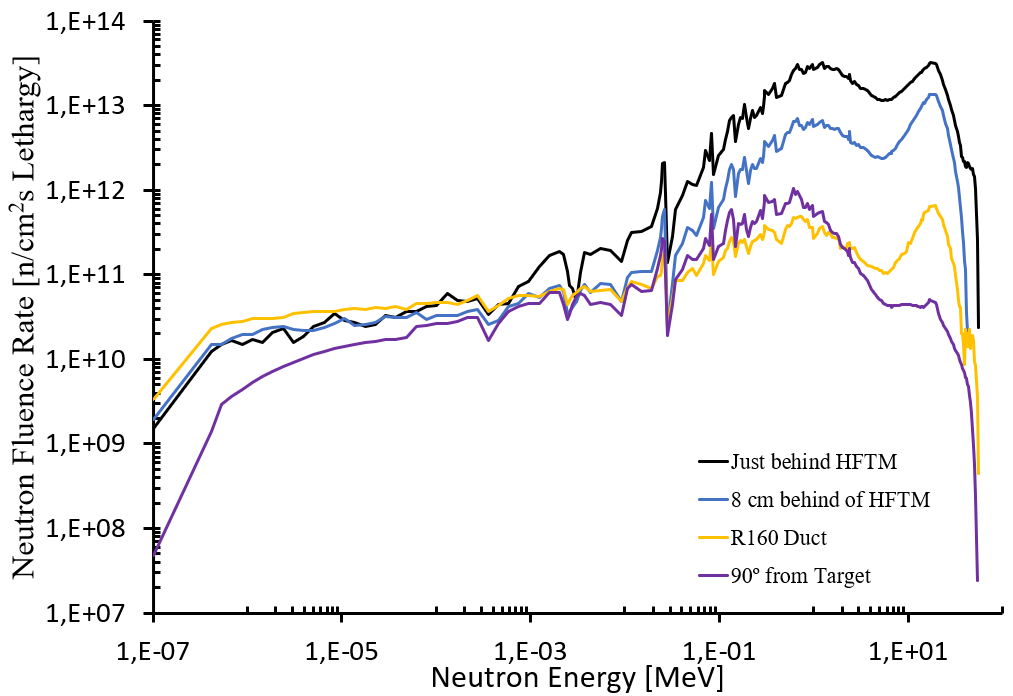 1,E+14
1,E+13
1,E+12
1,E+11
1,E+10
1,E+09
1,E+08
1,E+07
Neutron Fluence Rate [n/cm²s Lethargy]
Just behind HFTM
8 cm behind of HFTM
R160 Duct
90º from Target
1,E-07 1,E-05 1,E-03 1,E-01 1,E+01
Neutron Energy [MeV]